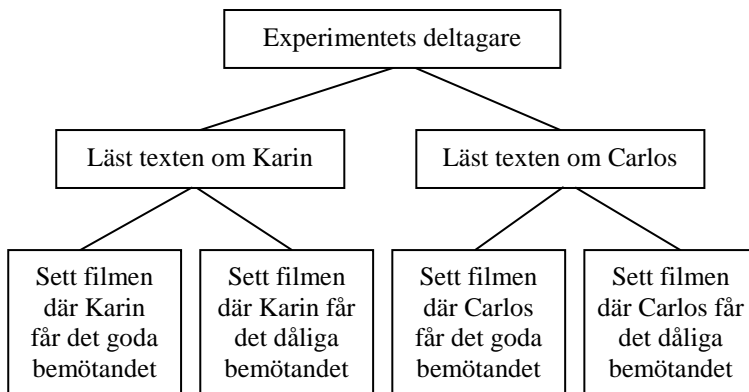 Experimentets deltagare
Läst texten om Karin
Läst texten om Carlos
Sett filmen
där Karin
får det goda
bemötandet
Sett filmen
där Karin får
det dåliga
bemötandet
Sett filmen
där Carlos
får det goda
bemötandet
Sett filmen
där Carlos får
det dåliga
bemötandet